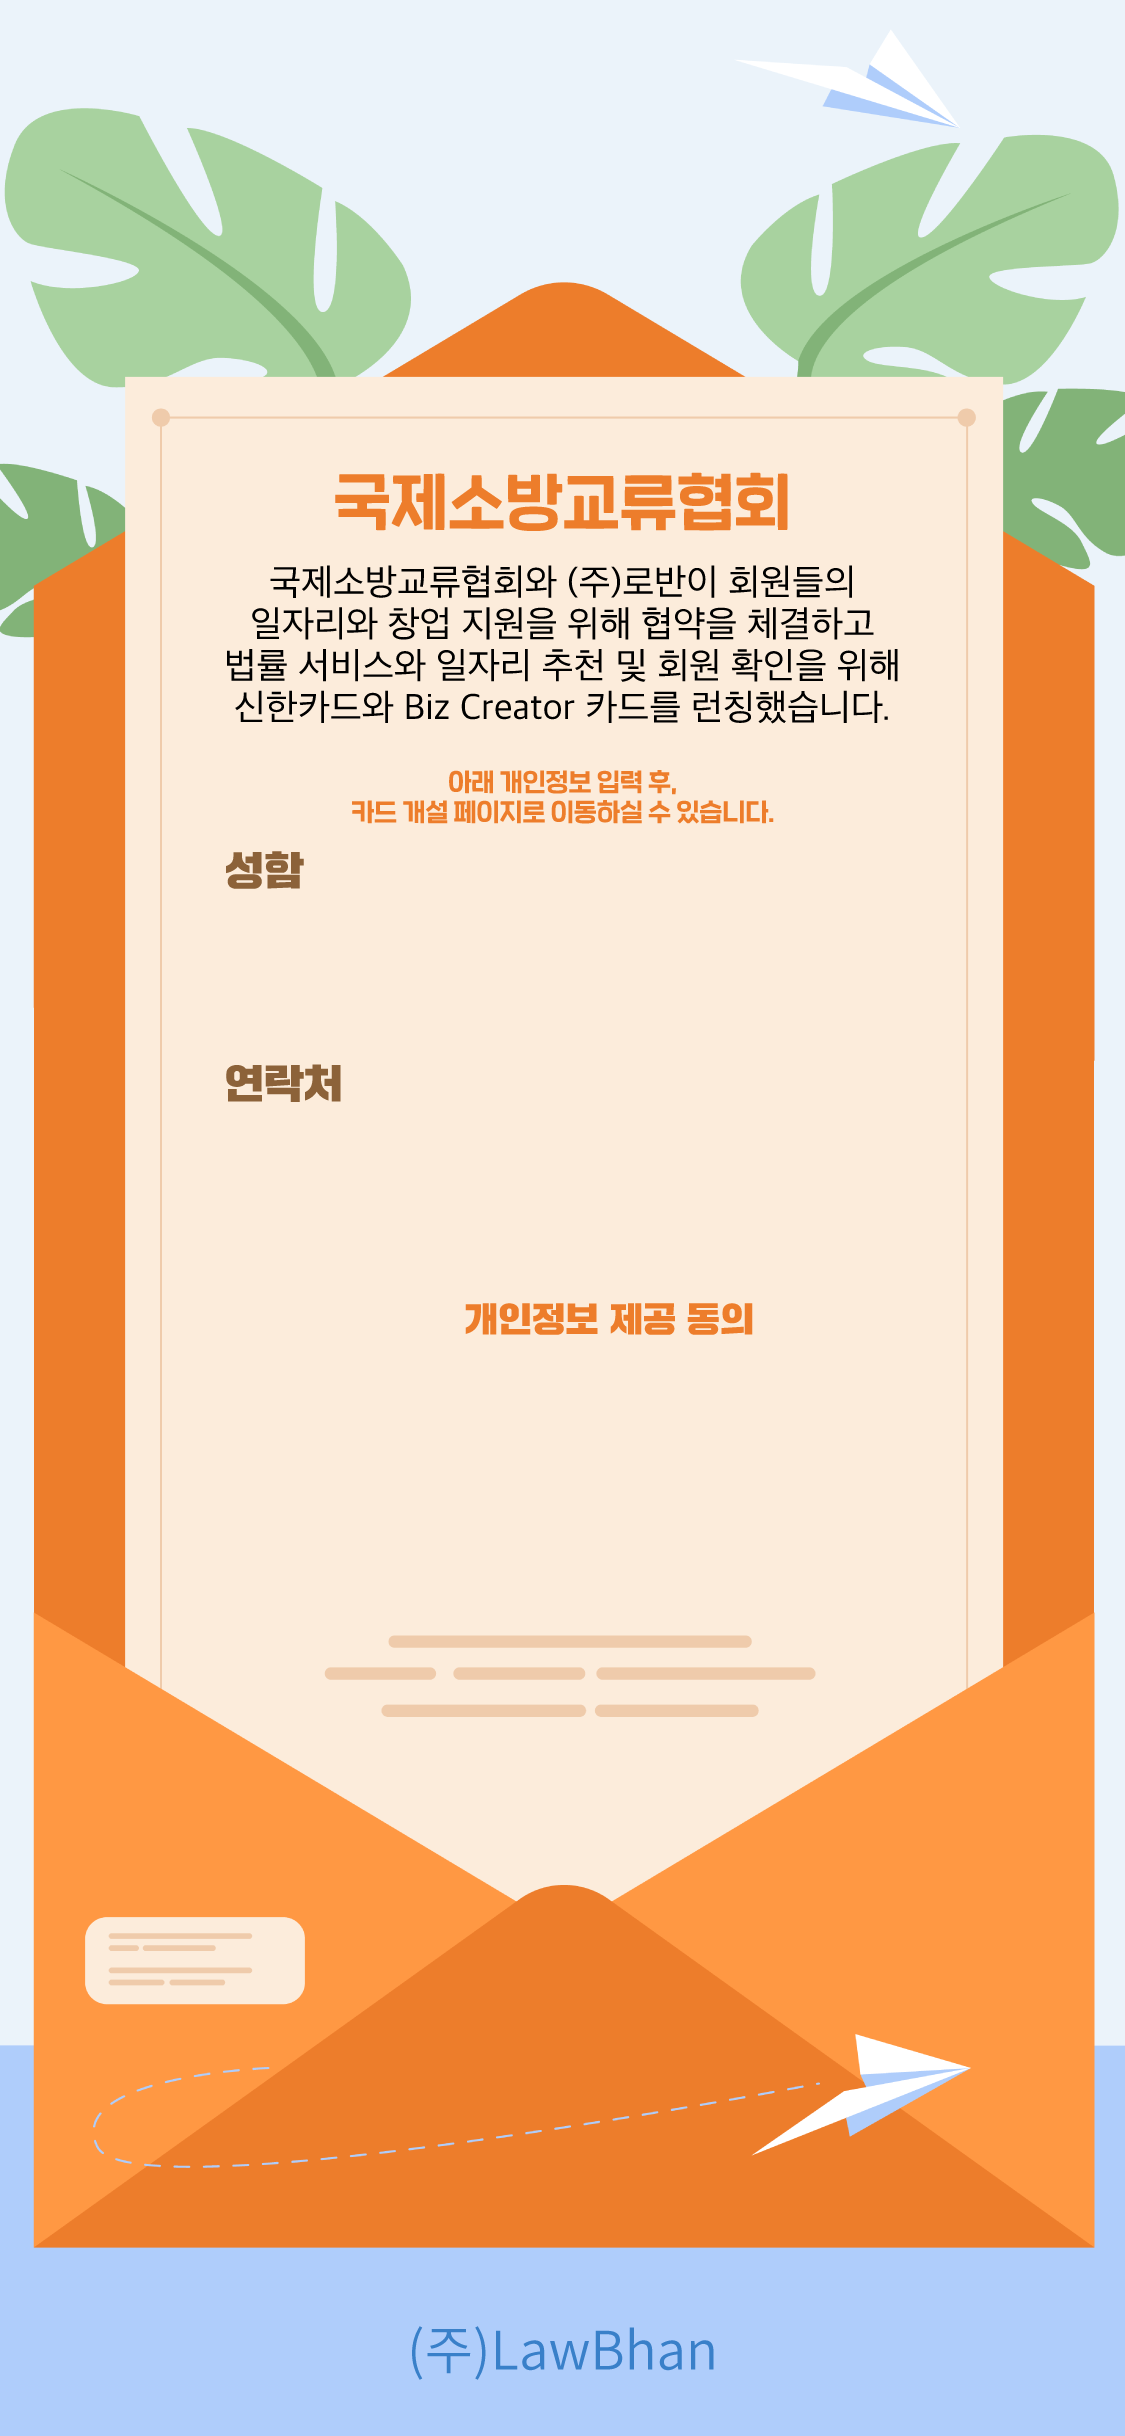 국제소방교류협회
국제소방교류협회와 (주)로반이 회원들의
일자리와 창업 지원을 위해 협약을 체결하고
법률 서비스와 일자리 추천 및 회원 확인을 위해
신한카드와 Biz Creator 카드를 런칭했습니다.
아래 개인정보 입력 후,
카드 개설 페이지로 이동하실 수 있습니다.
성함
연락처
개인정보 제공 동의
(주)LawBhan